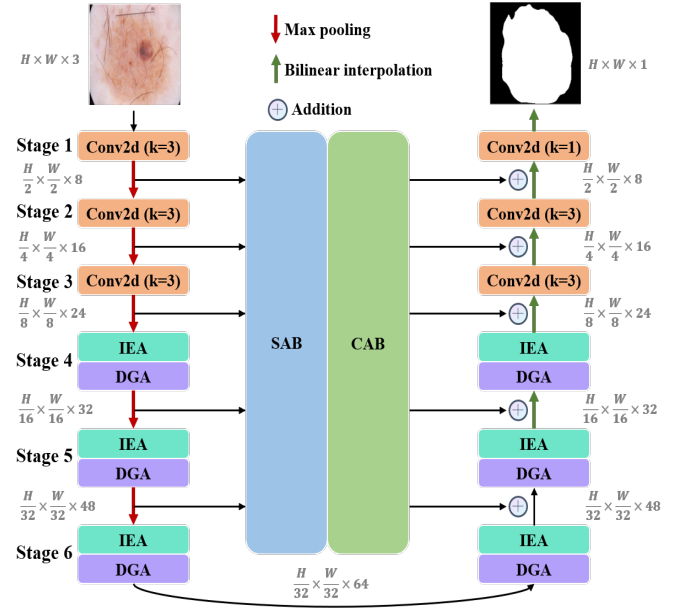 H × W × 3
Max pooling
Bilinear interpolation
Addition
H × W × 1
Stage 1
Conv2d (k=3)
Conv2d (k=1)
H/2 × W/2 × 8
H/2 × W/2 × 8
Stage 2
Conv2d (k=3)
Conv2d (k=3)
H/4 × W/4 × 16
H/4 × W/4 × 16
Stage 3
Conv2d (k=3)
Conv2d (k=3)
H/8 × W/8 × 24
H/8 × W/8 × 24
Stage 4
IEA
DGA
SAB
CAB
IEA
DGA
H/16 × W/16 × 32
H/16 × W/16 × 32
Stage 5
IEA
DGA
IEA
DGA
H/32 × W/32 × 48
H/32 × W/32 × 48
Stage 6
IEA
DGA
IEA
DGA
H/32 × W/32 × 64